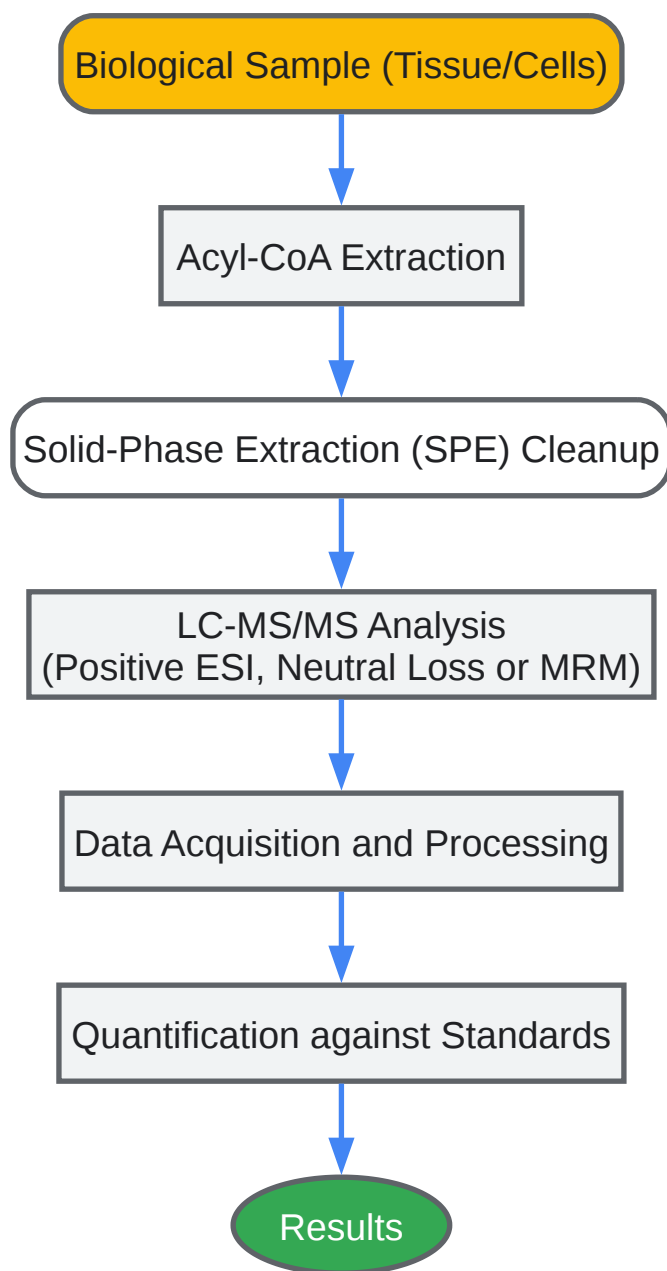 Biological Sample (Tissue/Cells)
Acyl-CoA Extraction
Solid-Phase Extraction (SPE) Cleanup
LC-MS/MS Analysis
(Positive ESI, Neutral Loss or MRM)
Data Acquisition and Processing
Quantification against Standards
Results